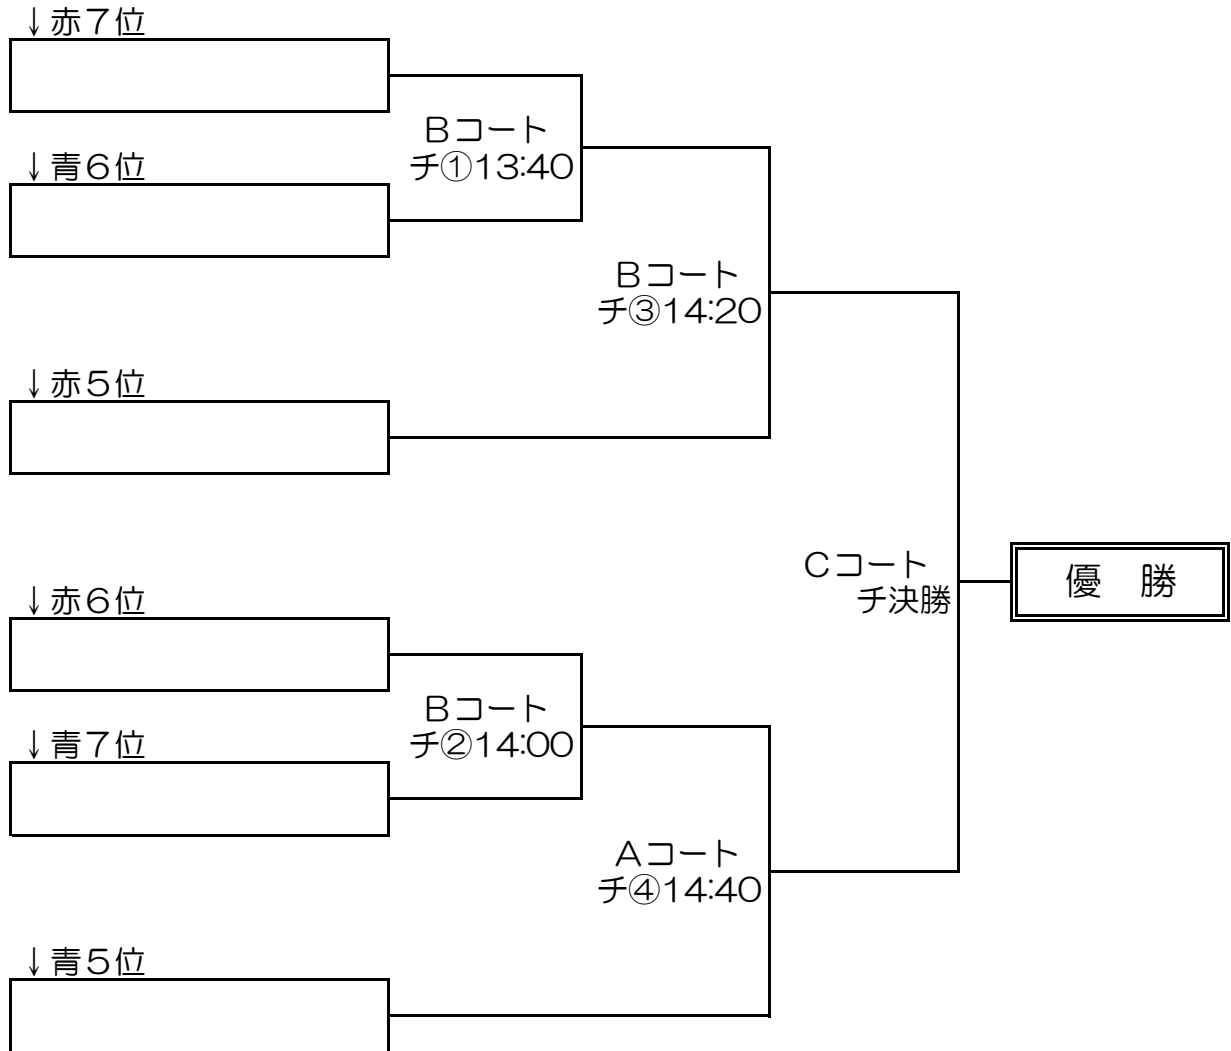 ↓赤７位
Ｂコート
チ①13:40
↓青６位
Ｂコート
チ③14:20
↓赤５位
Ｃコート
チ決勝
優　勝
↓赤６位
Ｂコート
チ②14:00
↓青７位
Ａコート
チ④14:40
↓青５位